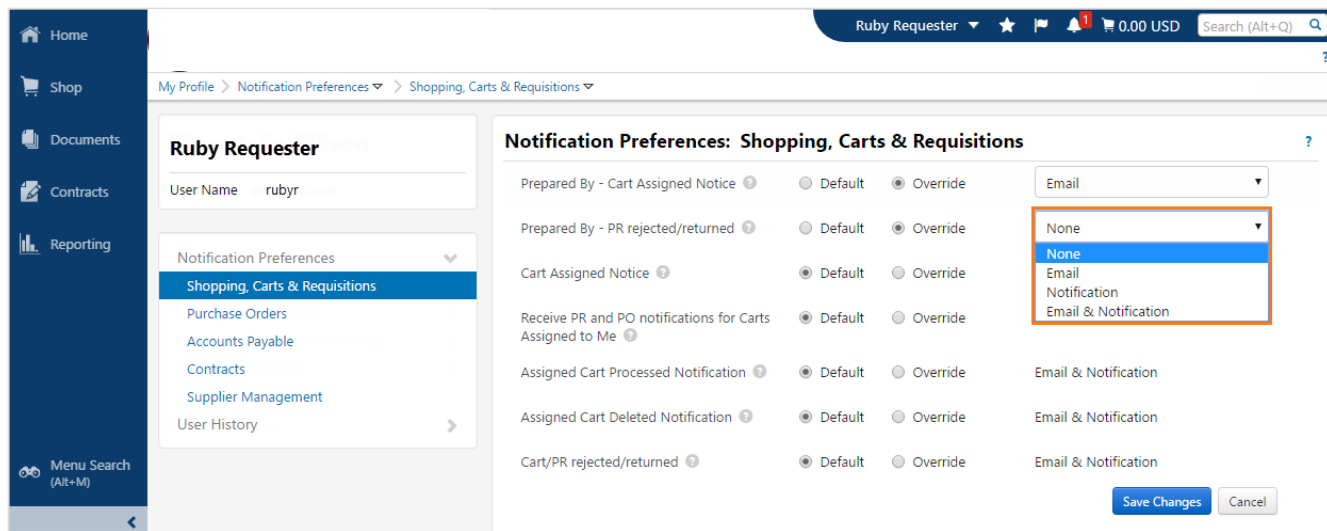 Home
Ruby Requester
1
0.00 USD
Search (Alt+Q)
?
Shop
My Profile > Notification Preferences > Shopping, Carts & Requisitions
Documents
Contracts
Reporting
Menu Search
(Alt+M)
Ruby Requester
User Name rubyr
Notification Preferences
Shopping, Carts & Requisitions
Purchase Orders
Accounts Payable
Contracts
Supplier Management
User History
Notification Preferences: Shopping, Carts & Requisitions ?
Prepared By - Cart Assigned Notice ? Default Override Email
Prepared By - PR rejected/returned ? Default Override None
None
Email
Notification
Email & Notification
Cart Assigned Notice ? Default Override
Receive PR and PO notifications for Carts Default Override
Assigned to Me ?
Assigned Cart Processed Notification ? Default Override Email & Notification
Assigned Cart Deleted Notification ? Default Override Email & Notification
Cart/PR rejected/returned ? Default Override Email & Notification
Save Changes Cancel